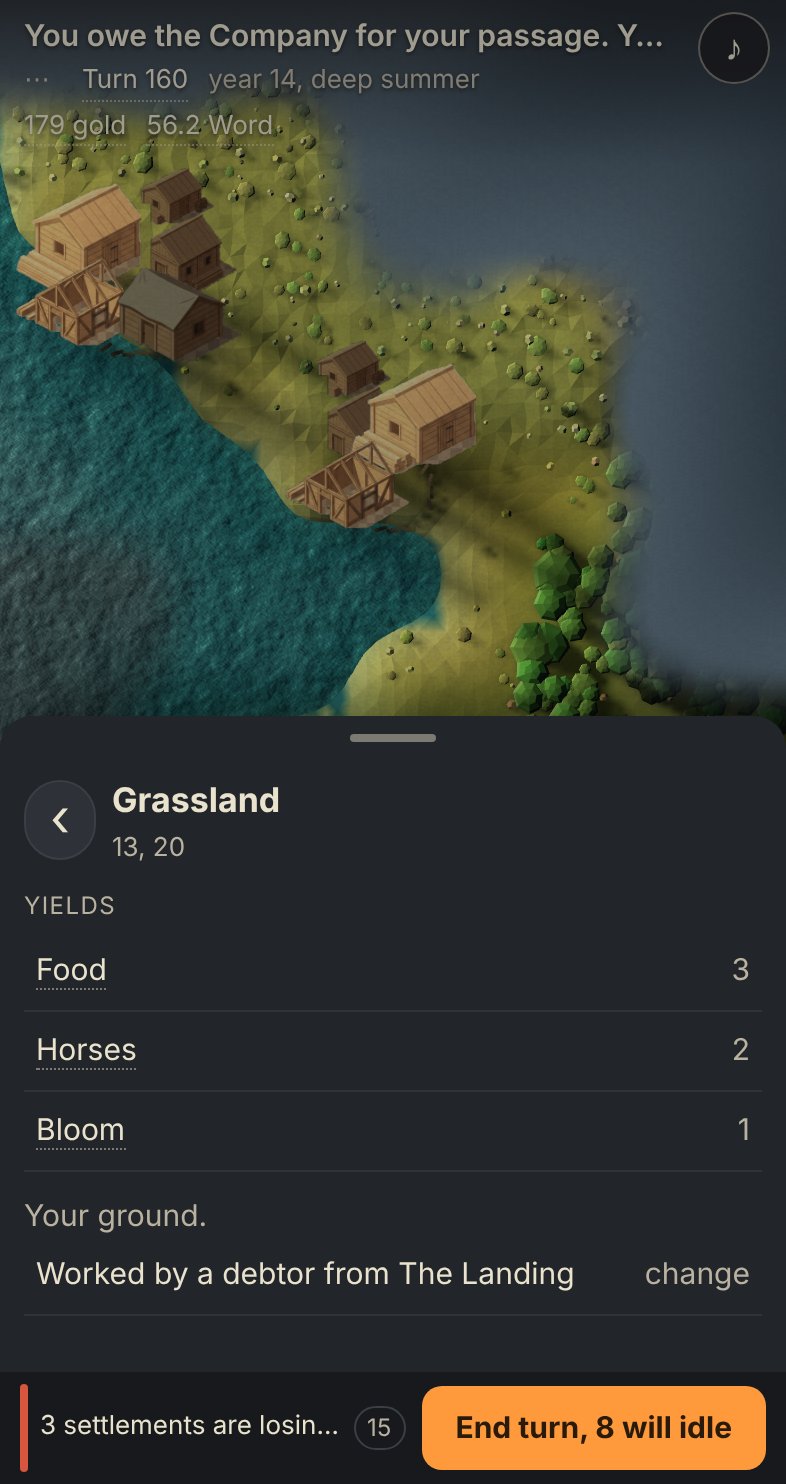 You owe the Company for your passage. Y...
... Turn 160 year 14, deep summer
179 gold 56.2 Word
Grassland
13, 20
YIELDS
Food 3
Horses 2
Bloom 1
Your ground.
Worked by a debtor from The Landing change
3 settlements are losin... 15 End turn, 8 will idle